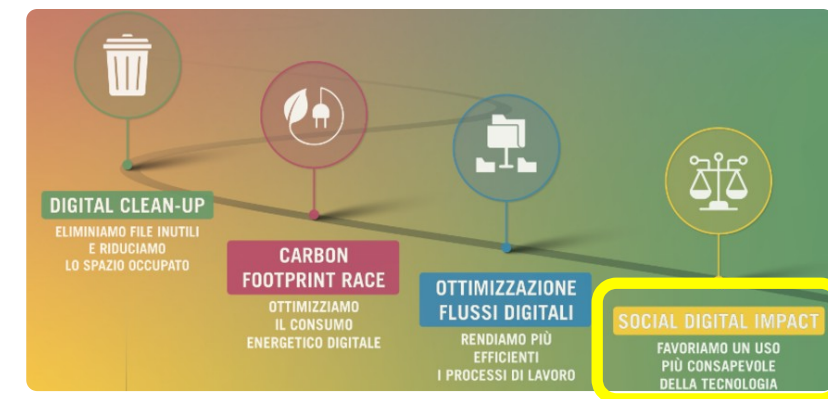 DIGITAL CLEAN-UP
ELIMINIAMO FILE INUTILI
E RIDUCIAMO
LO SPAZIO OCCUPATO
CARBON
FOOTPRINT RACE
OTTIMIZZIAMO
IL CONSUMO
ENERGETICO DIGITALE
OTTIMIZZAZIONE
FLUSSI DIGITALI
RENDIAMO PIÙ
EFFICIENTI
I PROCESSI DI LAVORO
SOCIAL DIGITAL IMPACT
FAVORIAMO UN USO
PIÙ CONSAPEVOLE
DELLA TECNOLOGIA